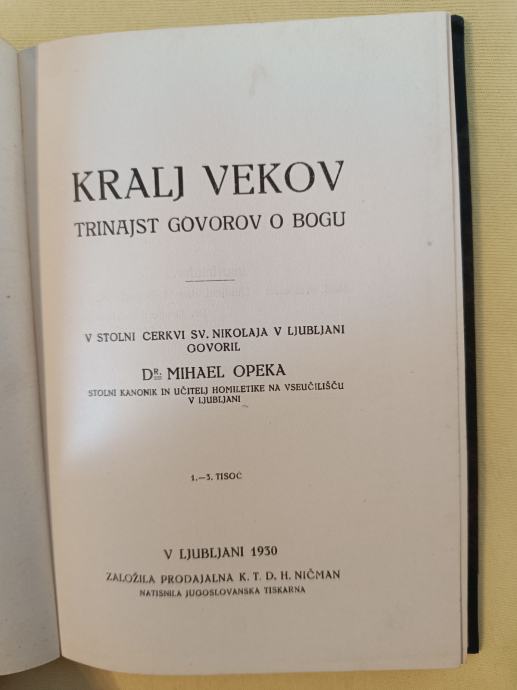 KRALJ VEKOV
TRINAJST GOVOROV O BOGU
V STOLNI CERKVI SV. NIKOLAJA V LJUBLJANI
GOVORIL
DR. MIHAEL OPEKA
STOLNI KANONIK IN UČITELJ HOMILETIKE NA VSEUČILIŠČU
V LJUBLJANI
1.—3. TISOČ
V LJUBLJANI 1930
ZALOŽILA PRODAJALNA K. T. D. H. NIČMAN
NATISNILA JUGOSLOVANSKA TISKARNA